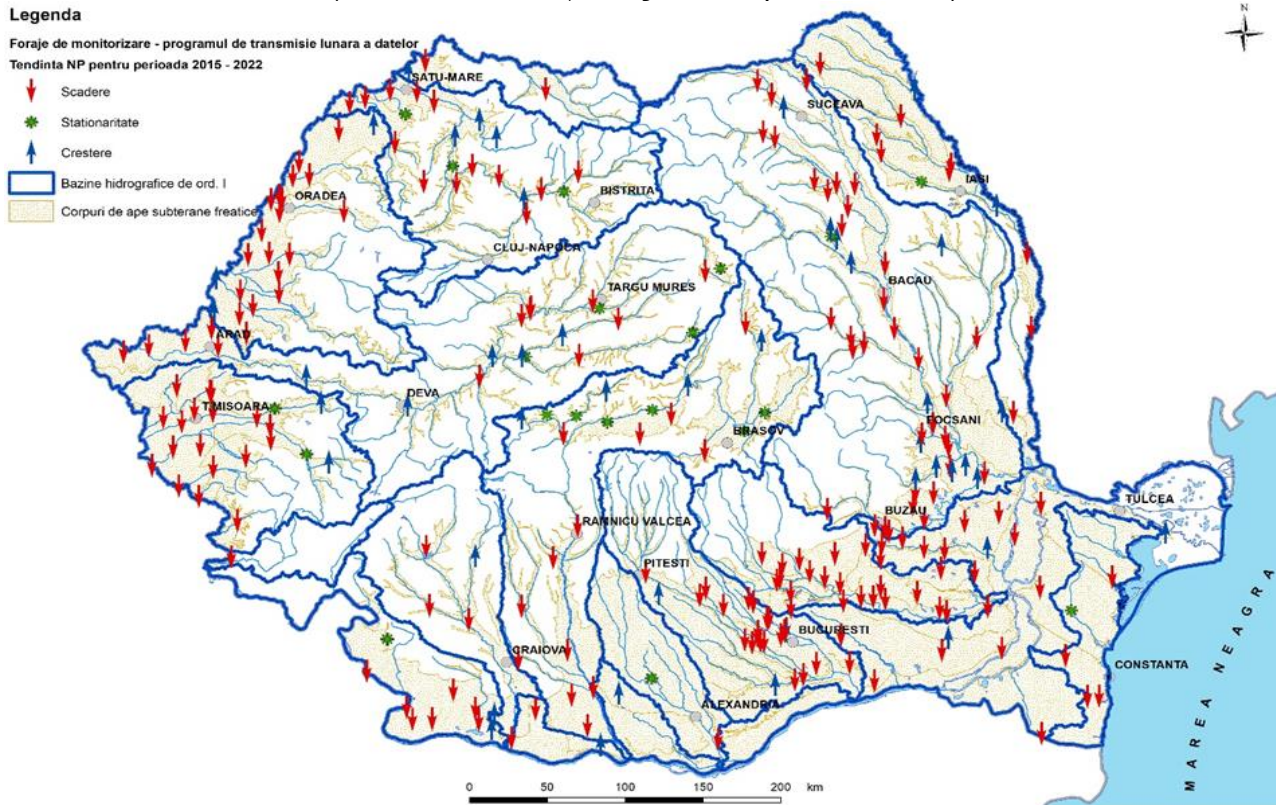 Legenda
N
Foraje de monitorizare - programul de transmisie lunara a datelor
Tendinta NP pentru perioada 2015 - 2022
Scadere
Stationaritate
Crestere
Bazine hidrografice de ord. I
Corpuri de ape subterane freatice
SATU-MARE
SUCEAVA
IASI
ORADEA
BISTRITA
CLUJ-NAPOCA
TARGU MURES
BACAU
ARAD
DEVA
TIMISOARA
BRASOV
FOCSANI
TULCEA
BUZAU
RAMNICU VALCEA
PITESTI
BUCURESTI
CRAIOVA
CONSTANTA
ALEXANDRIA
MAREA NEAGRA
0 50 100 150 200 km